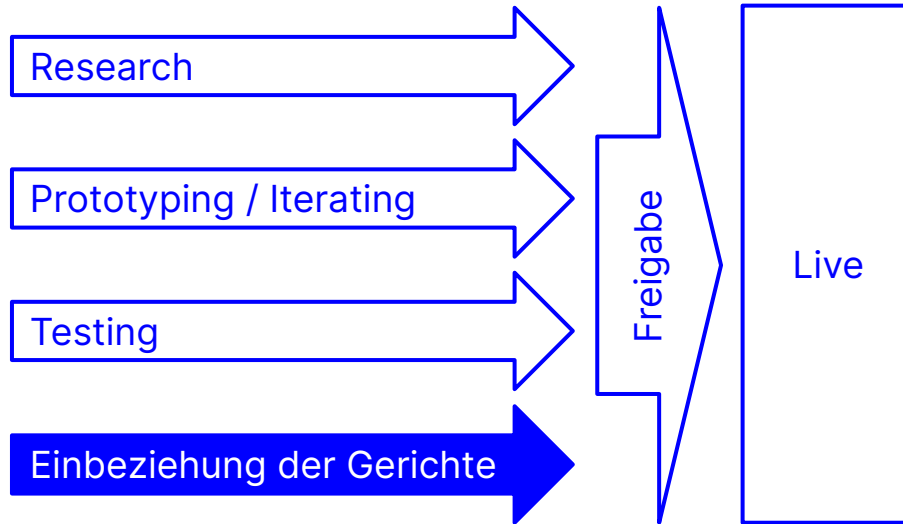 Research
Prototyping / Iterating
Testing
Einbeziehung der Gerichte
Freigabe
Live